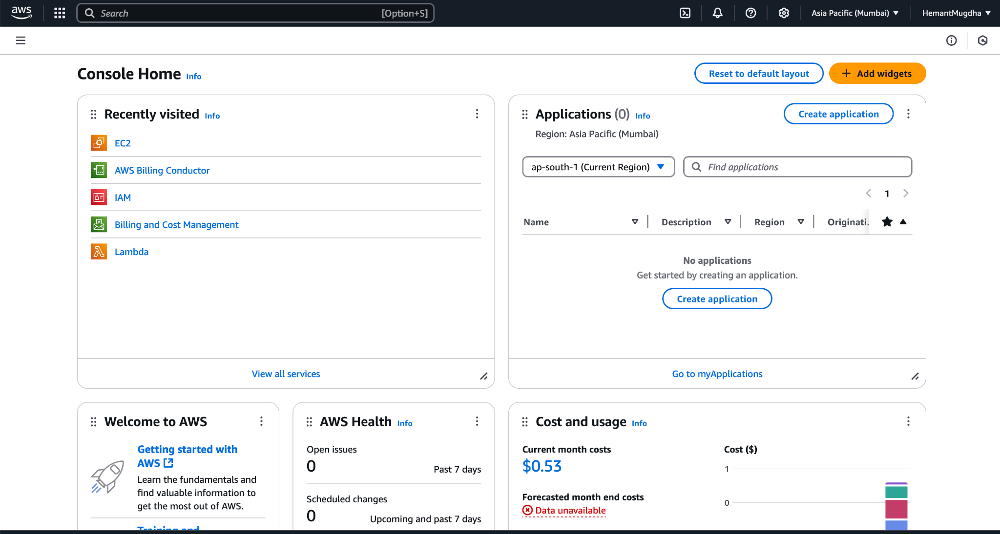 aws
Search [Option+S]
Asia Pacific (Mumbai)
HemantMugdha
Console Home Info
Reset to default layout
Add widgets
Recently visited Info
EC2
AWS Billing Conductor
IAM
Billing and Cost Management
Lambda
View all services
Applications (0) Info
Create application
Region: Asia Pacific (Mumbai)
ap-south-1 (Current Region)
Find applications
1
Name Description Region Originati.
No applications
Get started by creating an application.
Create application
Go to myApplications
Welcome to AWS
Getting started with
AWS
Learn the fundamentals and
find valuable information to
get the most out of AWS.
Training and
AWS Health Info
Open issues
0
Past 7 days
Scheduled changes
0
Upcoming and past 7 days
Cost and usage Info
Current month costs
$0.53
Forecasted month end costs
Data unavailable
Cost ($)
1
0